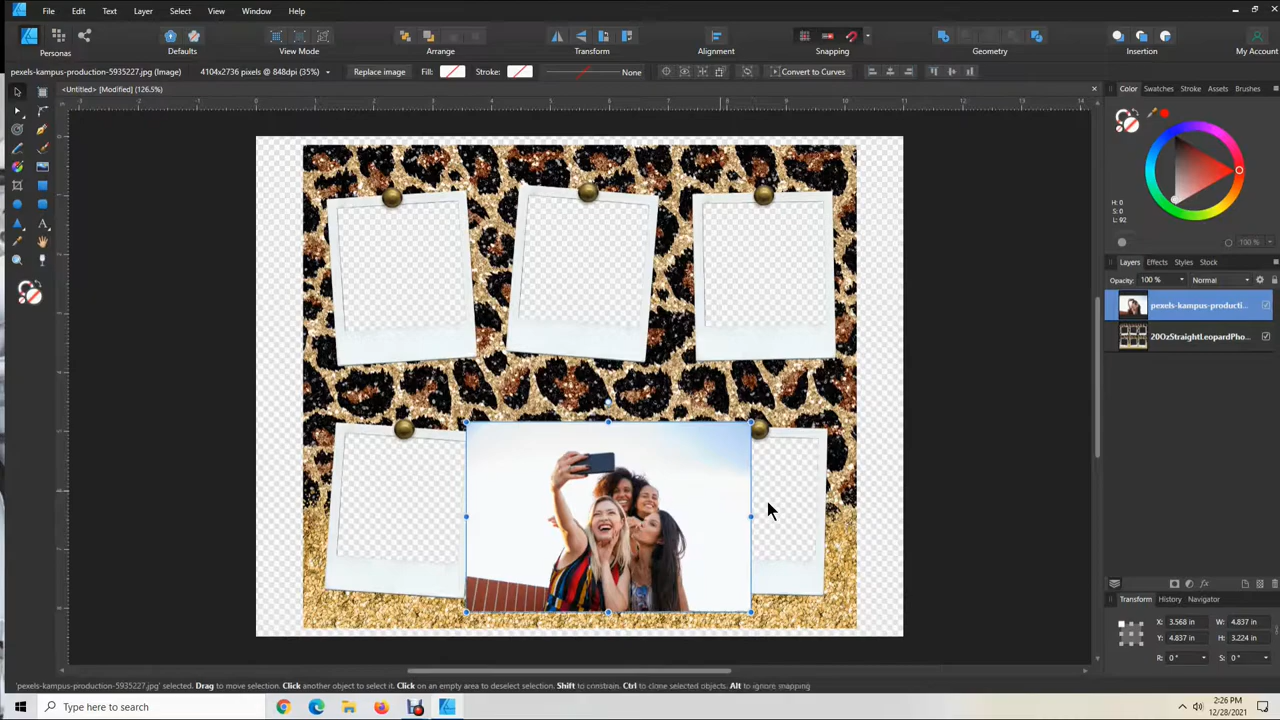 File Edit Text Layer Select View Window Help
Personas Defaults View Mode Arrange Transform Alignment Snapping Geometry Insertion My Account
pexels-kampus-production-5935227.jpg (Image) 4104x2736 pixels @ 848dpi (35%) Replace image Fill: Stroke: None Convert to Curves
<Untitled> [Modified] (126.5%)
Color Swatches Stroke Assets Brushes
H: 0
S: 0
L: 92
100 %
Layers Effects Styles Stock
Opacity: 100 % Normal
pexels-kampus-producti...
20OzStraightLeopardPho...
Transform History Navigator
X: 3.568 in W: 4.837 in
Y: 4.837 in H: 3.224 in
R: 0 ° S: 0 °
'pexels-kampus-production-5935227.jpg' selected. Drag to move selection. Click another object to select it. Click on an empty area to deselect selection. Shift to constrain. Ctrl to clone selected objects. Alt to ignore snapping
Type here to search
2:26 PM
12/28/2021